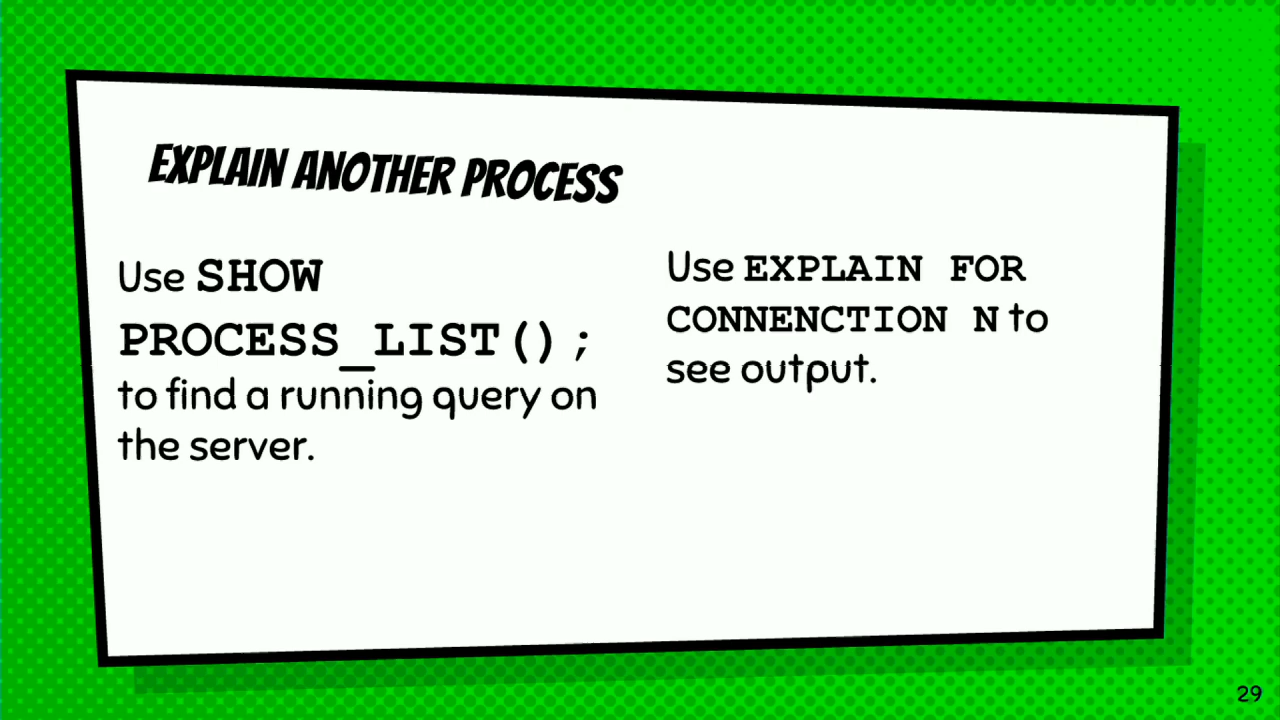 EXPLAIN ANOTHER PROCESS
Use SHOW
PROCESS_LIST();
to find a running query on
the server.
Use EXPLAIN FOR
CONNENCTION N to
see output.
29